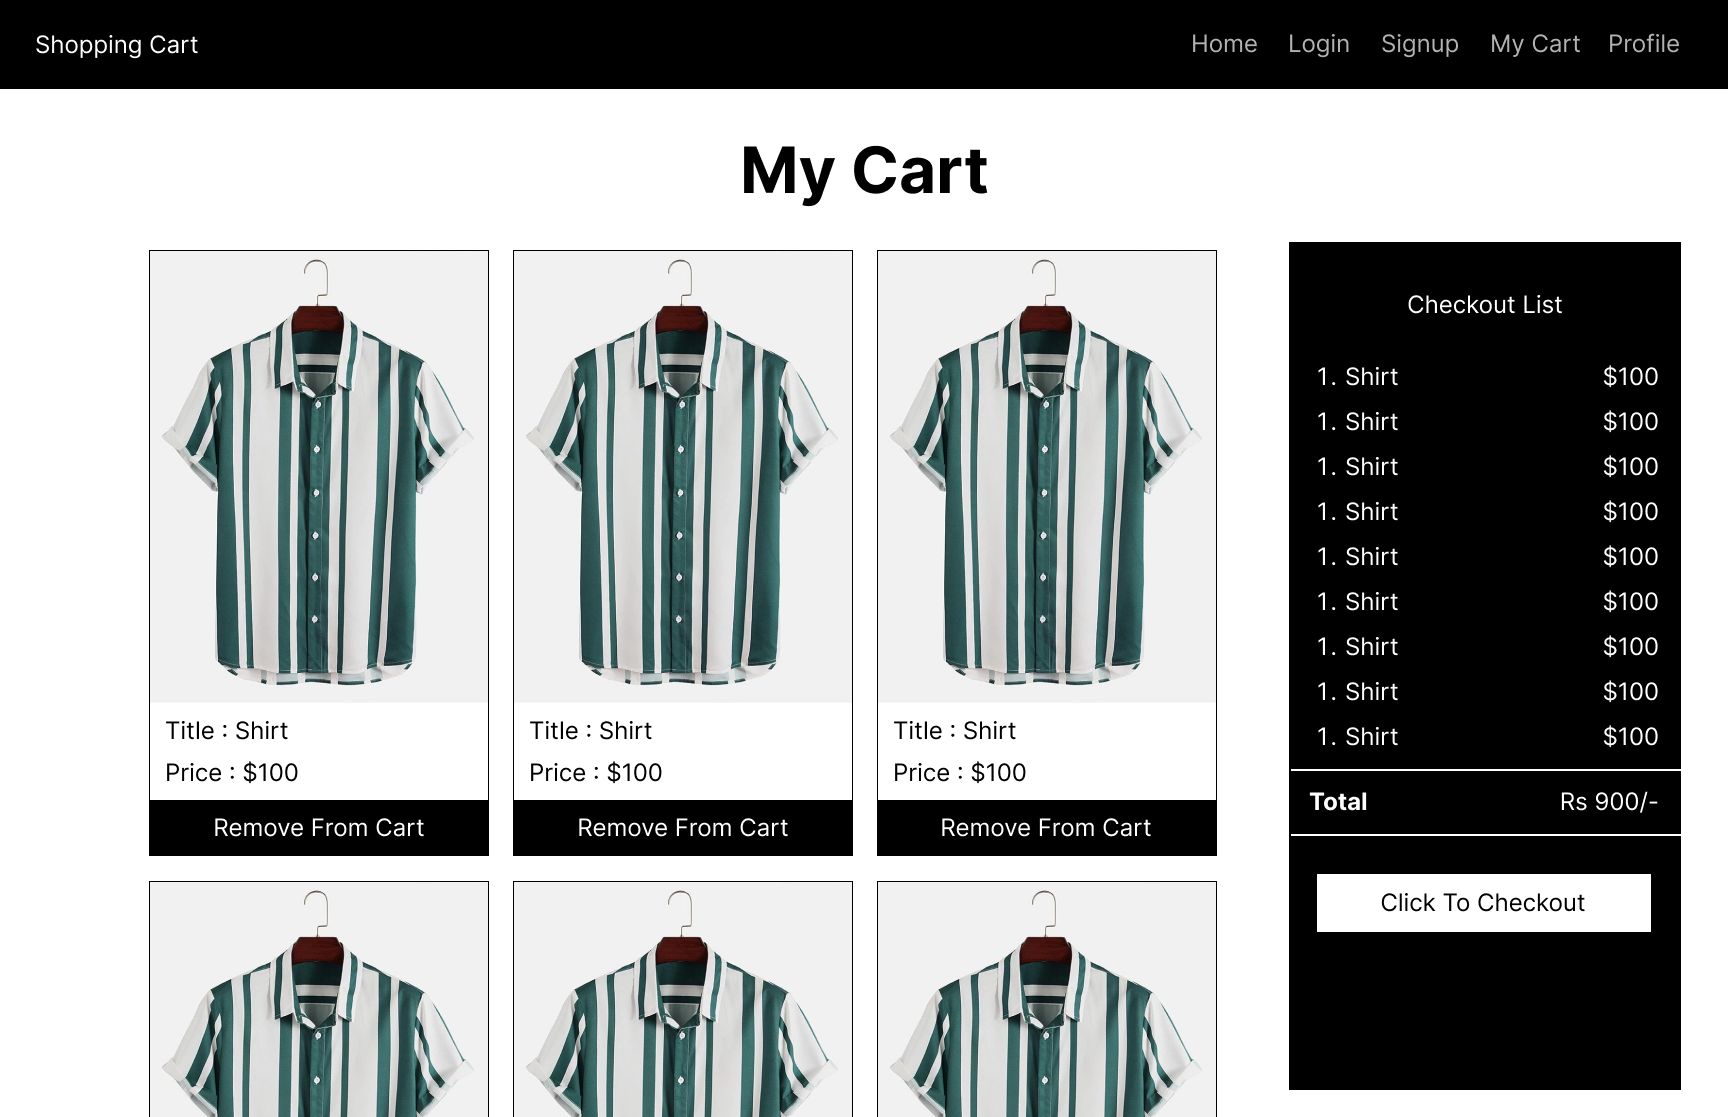 Shopping Cart
Home Login Signup My Cart Profile
My Cart
Title : Shirt
Price : $100
Remove From Cart
Title : Shirt
Price : $100
Remove From Cart
Title : Shirt
Price : $100
Remove From Cart
Checkout List
1. Shirt $100
1. Shirt $100
1. Shirt $100
1. Shirt $100
1. Shirt $100
1. Shirt $100
1. Shirt $100
1. Shirt $100
1. Shirt $100
Total Rs 900/-
Click To Checkout